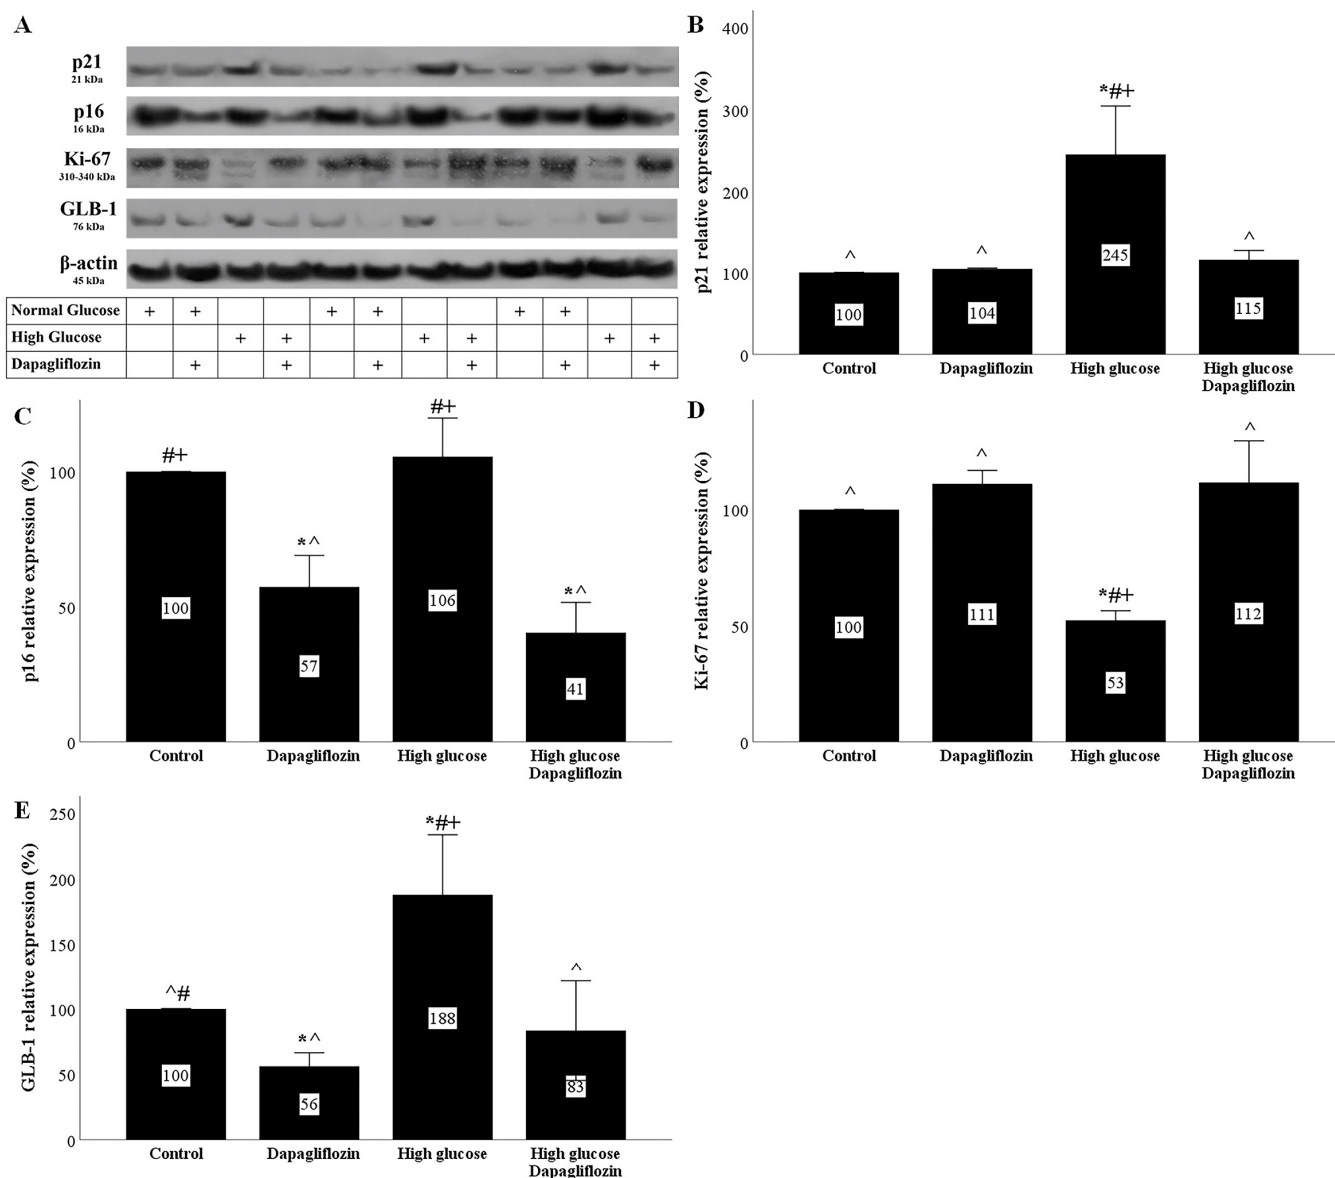 A
p21
21 kDa
p16
16 kDa
Ki-67
310-340 kDa
GLB-1
76 kDa
β-actin
45 kDa
Normal Glucose + + + + + +
High Glucose + + + + + +
Dapagliflozin + + + + + +
B
p21 relative expression (%)
400
300
200
100
0
^
^
*#+
^
100
104
245
115
Control
Dapagliflozin
High glucose
High glucose
Dapagliflozin
C
p16 relative expression (%)
100
50
0
#+
*^
#+
*^
100
57
106
41
Control
Dapagliflozin
High glucose
High glucose
Dapagliflozin
D
Ki-67 relative expression (%)
100
50
0
^
^
*#+
^
100
111
53
112
Control
Dapagliflozin
High glucose
High glucose
Dapagliflozin
E
GLB-1 relative expression (%)
250
200
150
100
50
0
^#
*^
*#+
^
100
56
188
83
Control
Dapagliflozin
High glucose
High glucose
Dapagliflozin